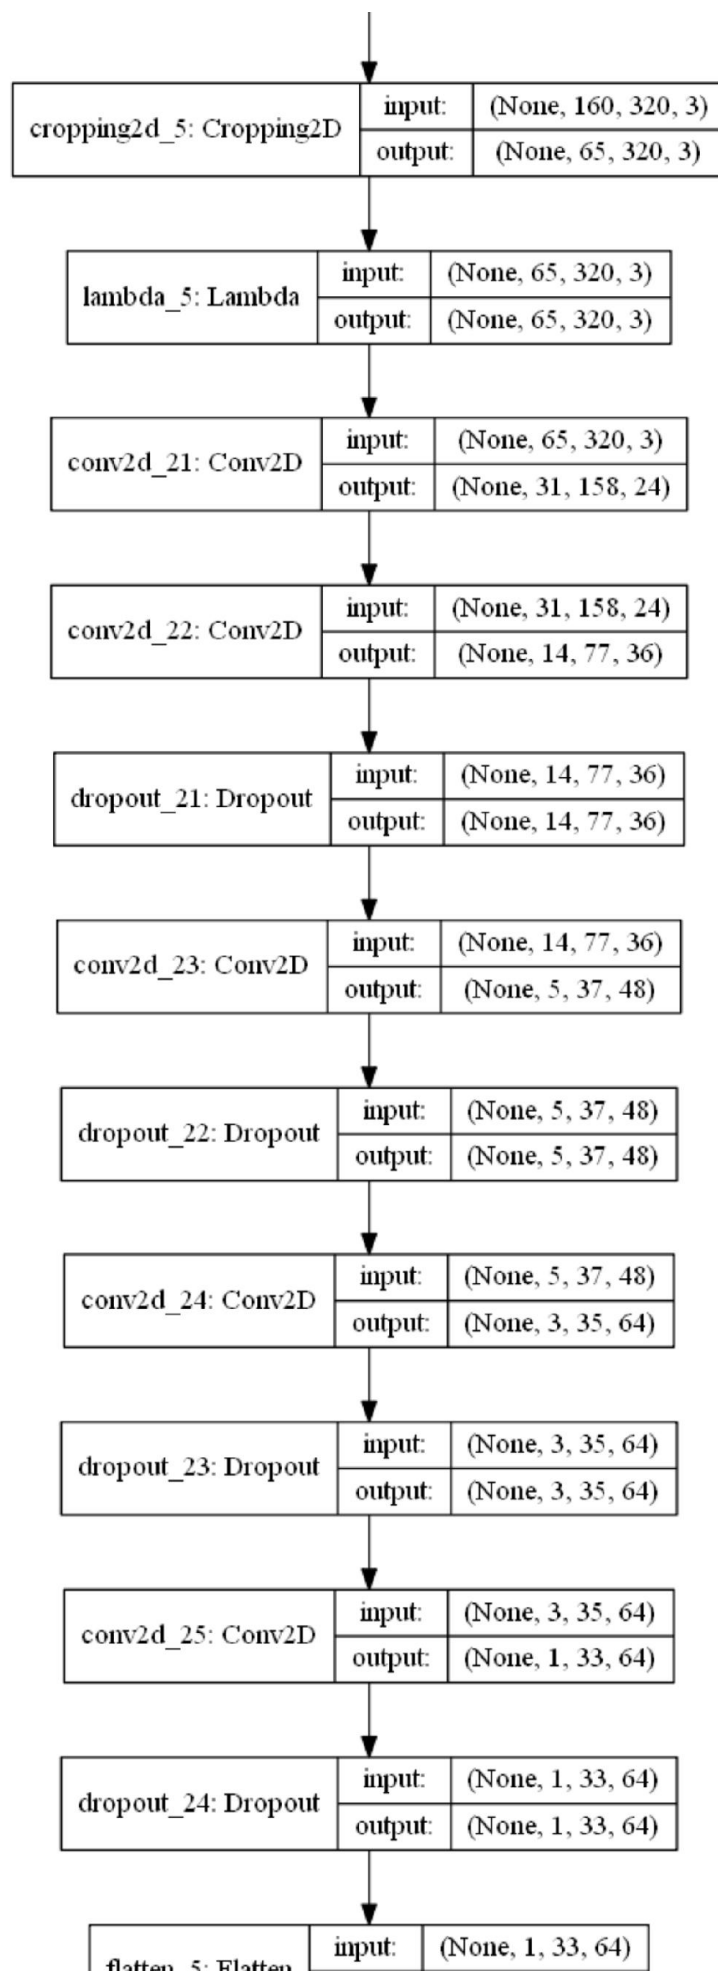 cropping2d_5: Cropping2D
input: (None, 160, 320, 3)
output: (None, 65, 320, 3)
lambda_5: Lambda
input: (None, 65, 320, 3)
output: (None, 65, 320, 3)
conv2d_21: Conv2D
input: (None, 65, 320, 3)
output: (None, 31, 158, 24)
conv2d_22: Conv2D
input: (None, 31, 158, 24)
output: (None, 14, 77, 36)
dropout_21: Dropout
input: (None, 14, 77, 36)
output: (None, 14, 77, 36)
conv2d_23: Conv2D
input: (None, 14, 77, 36)
output: (None, 5, 37, 48)
dropout_22: Dropout
input: (None, 5, 37, 48)
output: (None, 5, 37, 48)
conv2d_24: Conv2D
input: (None, 5, 37, 48)
output: (None, 3, 35, 64)
dropout_23: Dropout
input: (None, 3, 35, 64)
output: (None, 3, 35, 64)
conv2d_25: Conv2D
input: (None, 3, 35, 64)
output: (None, 1, 33, 64)
dropout_24: Dropout
input: (None, 1, 33, 64)
output: (None, 1, 33, 64)
flatten_5: Flatten
input: (None, 1, 33, 64)